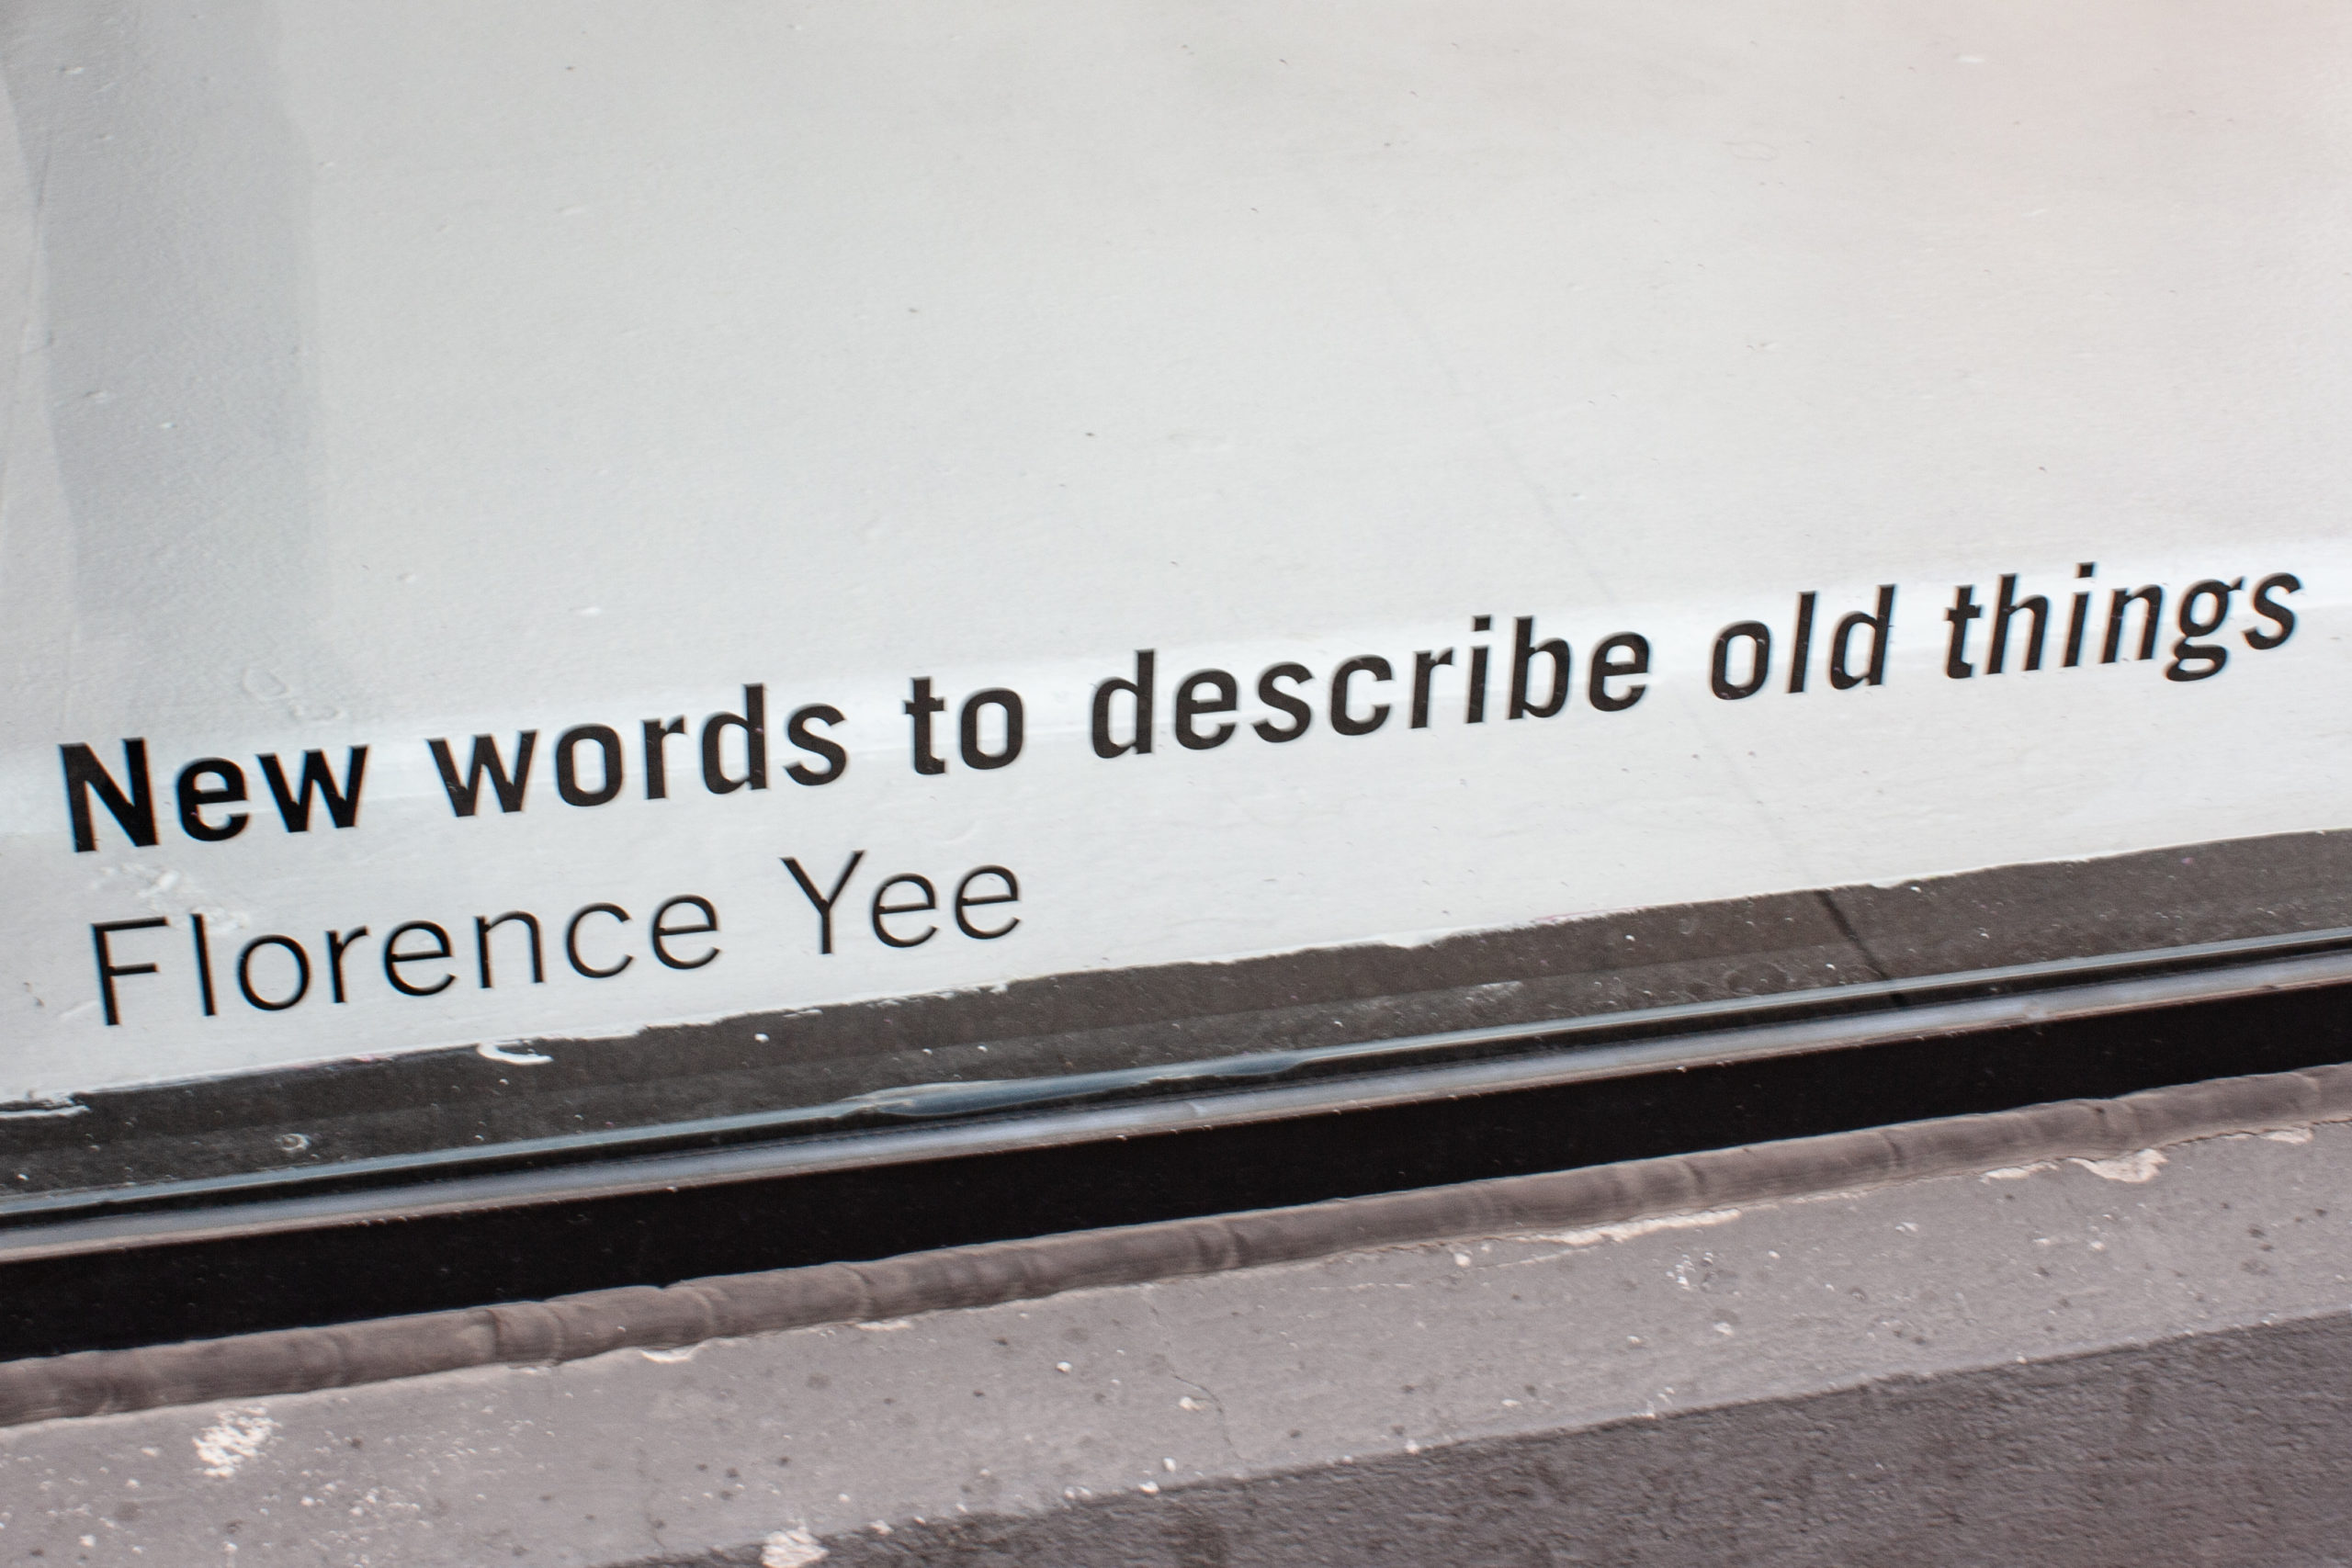 New words to describe old things
Florence Yee